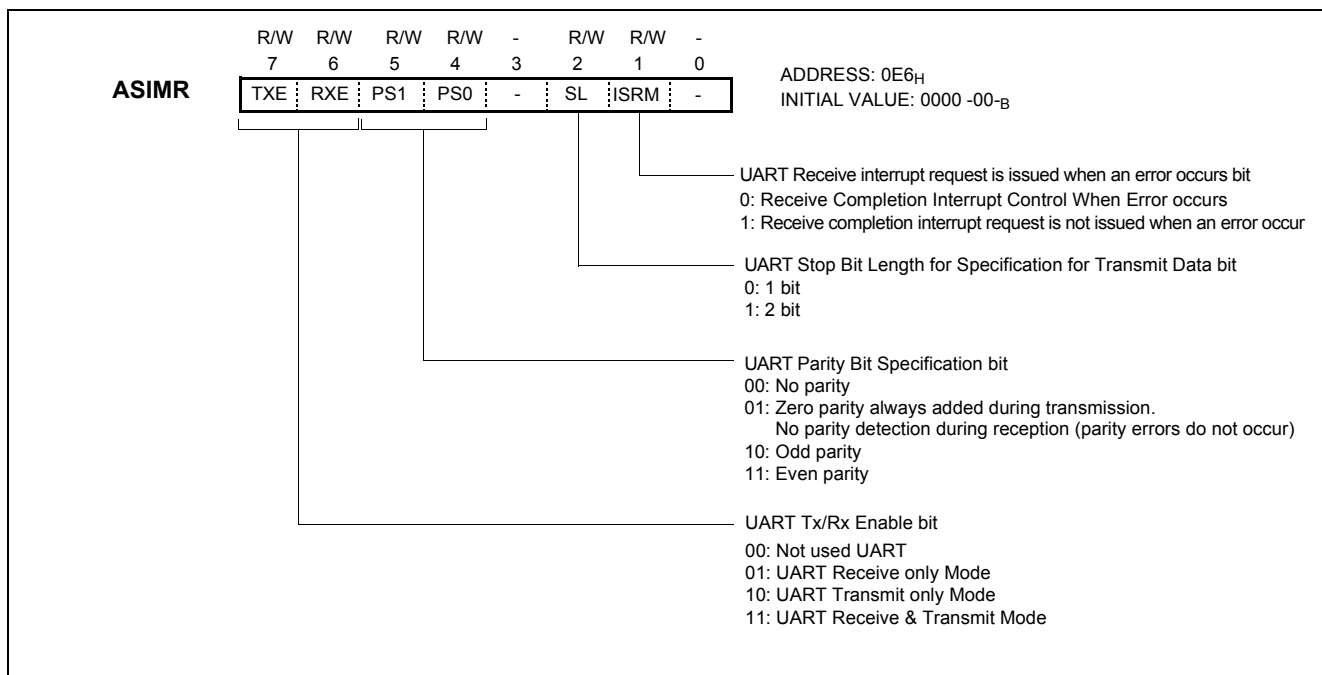 R/W R/W R/W R/W - R/W R/W -
7 6 5 4 3 2 1 0
ASIMR TXE RXE PS1 PS0 - SL ISRM -
ADDRESS: 0E6H
INITIAL VALUE: 0000 -00-B
UART Receive interrupt request is issued when an error occurs bit
0: Receive Completion Interrupt Control When Error occurs
1: Receive completion interrupt request is not issued when an error occur
UART Stop Bit Length for Specification for Transmit Data bit
0: 1 bit
1: 2 bit
UART Parity Bit Specification bit
00: No parity
01: Zero parity always added during transmission.
No parity detection during reception (parity errors do not occur)
10: Odd parity
11: Even parity
UART Tx/Rx Enable bit
00: Not used UART
01: UART Receive only Mode
10: UART Transmit only Mode
11: UART Receive & Transmit Mode